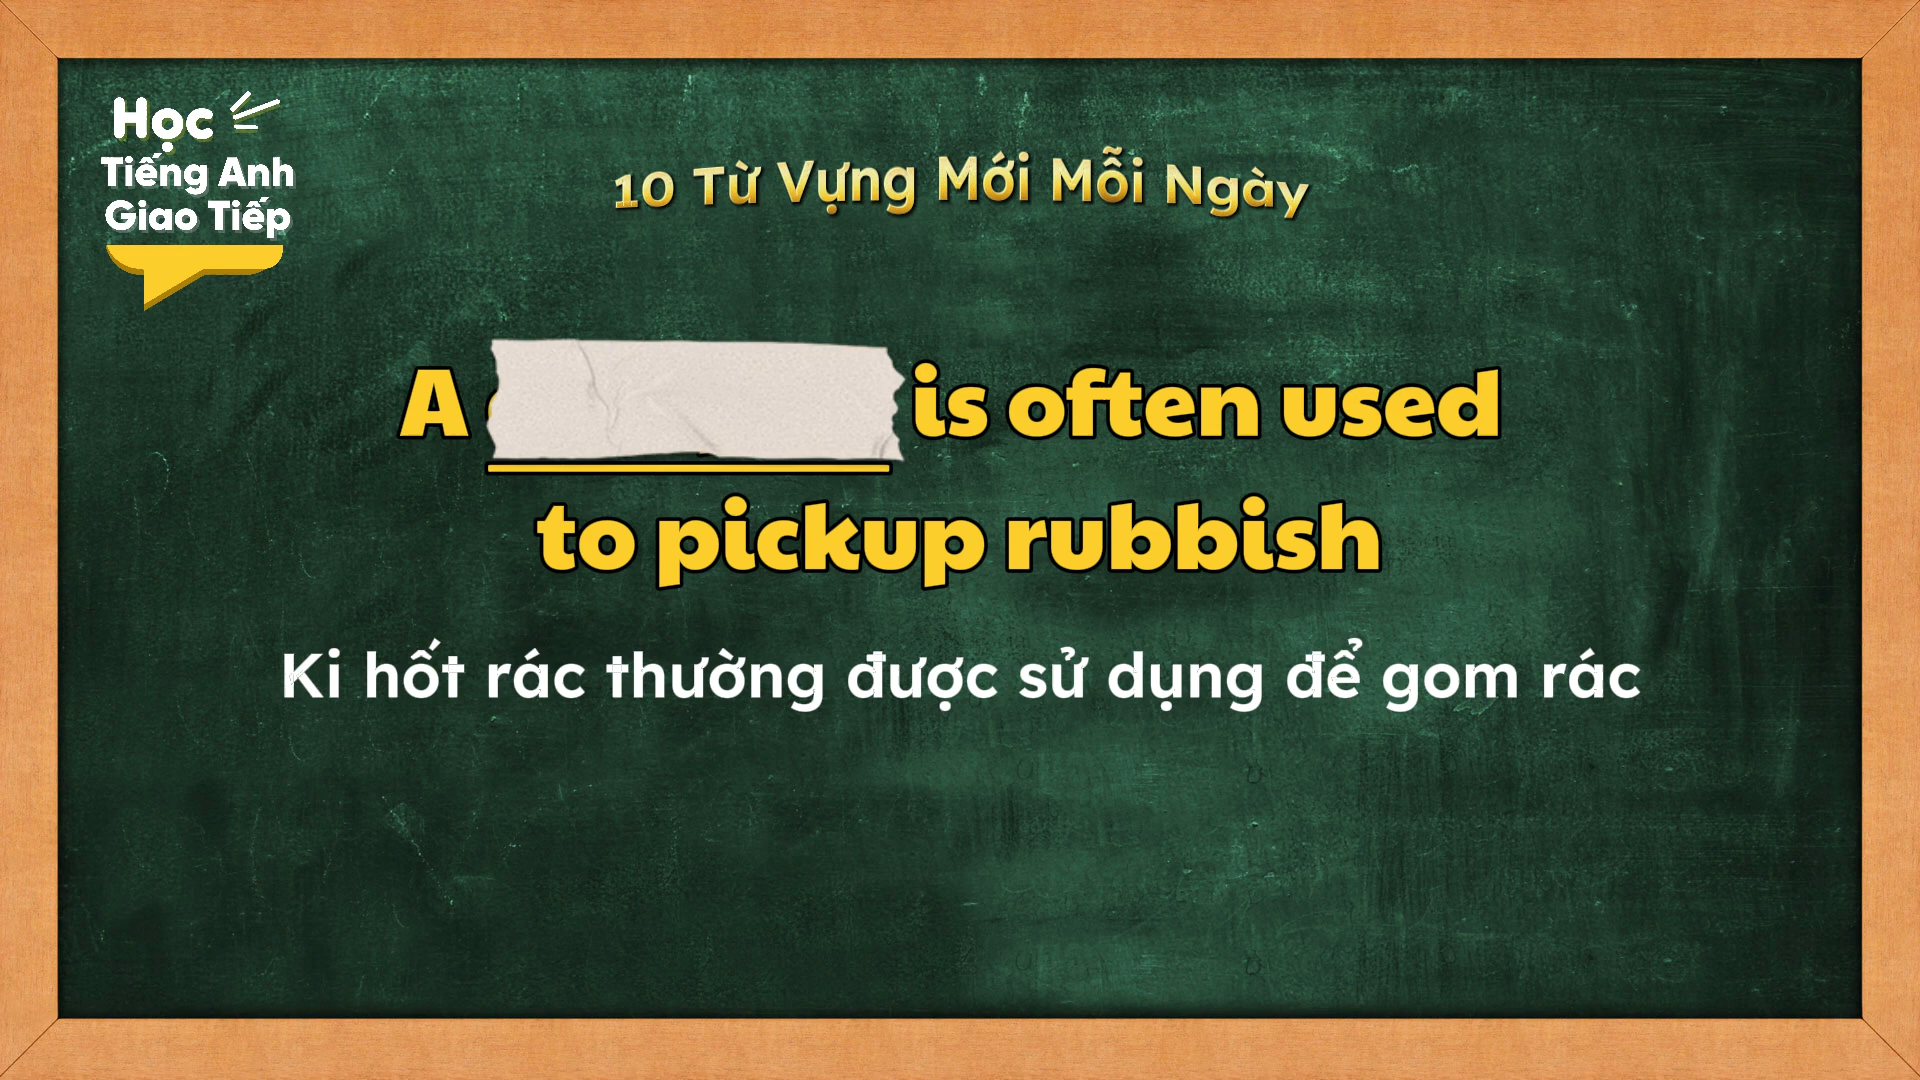 Học
Tiếng Anh
Giao Tiếp
10 Từ Vựng Mới Mỗi Ngày
A is often used
to pickup rubbish
Ki hốt rác thường được sử dụng để gom rác